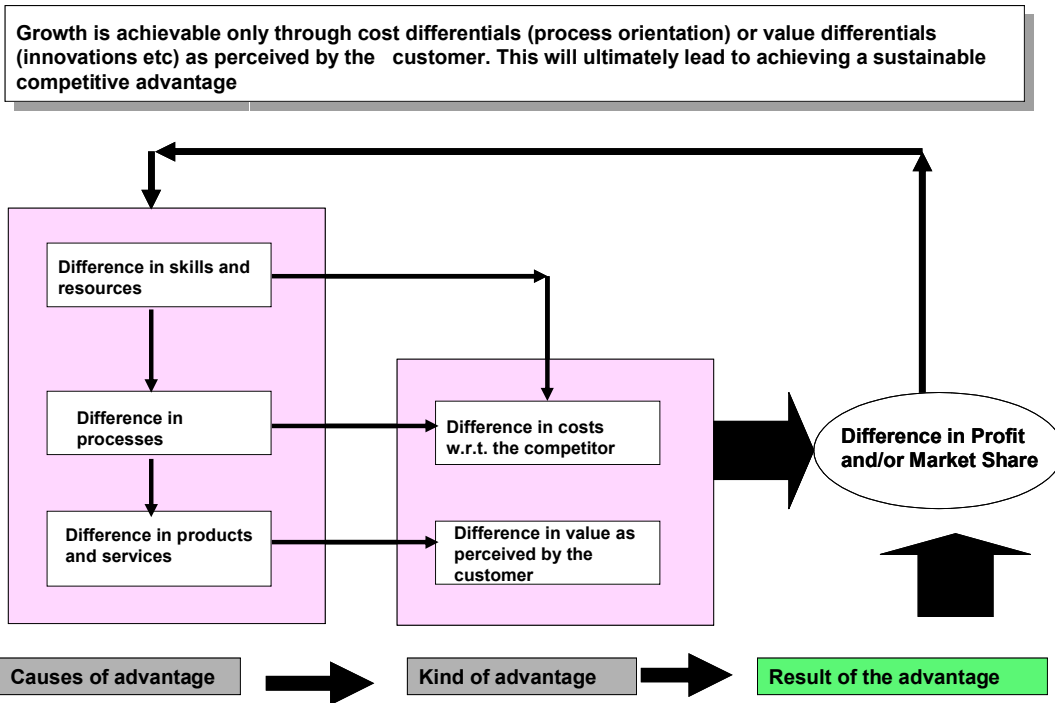 Growth is achievable only through cost differentials (process orientation) or value differentials
(innovations etc) as perceived by the customer. This will ultimately lead to achieving a sustainable
competitive advantage
Difference in skills and
resources
Difference in
processes
Difference in products
and services
Difference in costs
w.r.t. the competitor
Difference in value as
perceived by the
customer
Difference in Profit
and/or Market Share
Causes of advantage
Kind of advantage
Result of the advantage